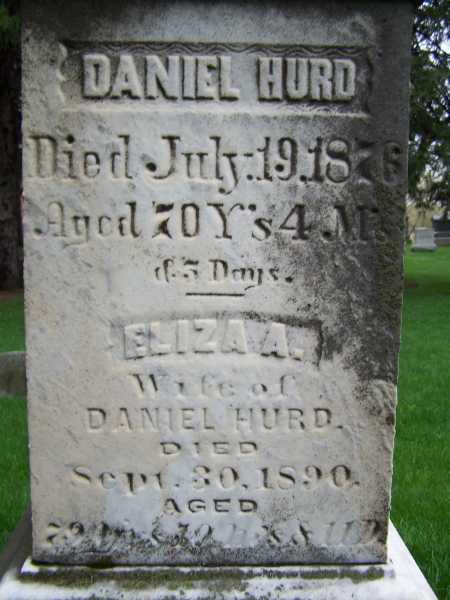 DANIEL HURD
Died July.19.1876
Aged 70 Y's 4 M's
& 5 Days.
ELIZA A.
Wife of
DANIEL HURD.
DIED
Sept. 30, 1890.
AGED
79